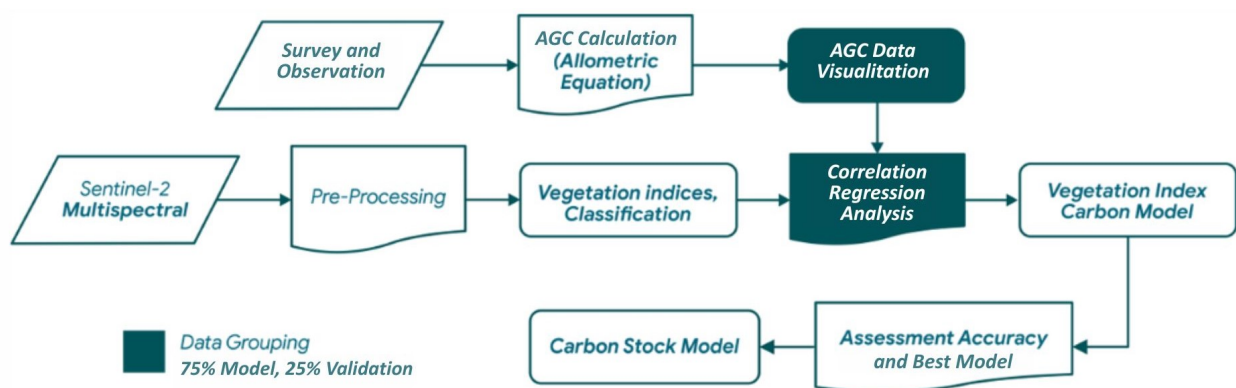 Survey and
Observation
AGC Calculation
(Allometric
Equation)
AGC Data
Visualitation
Sentinel-2
Multispectral
Pre-Processing
Vegetation indices,
Classification
Correlation
Regression
Analysis
Vegetation Index
Carbon Model
Data Grouping
75% Model, 25% Validation
Carbon Stock Model
Assessment Accuracy
and Best Model